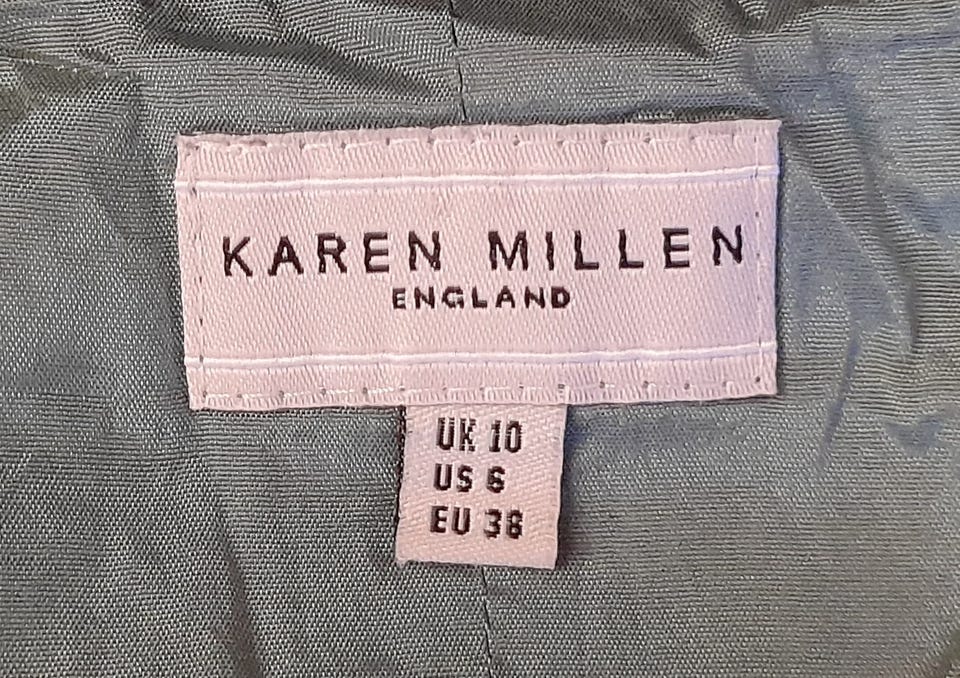 KAREN MILLEN
ENGLAND
UK 10
US 6
EU 38